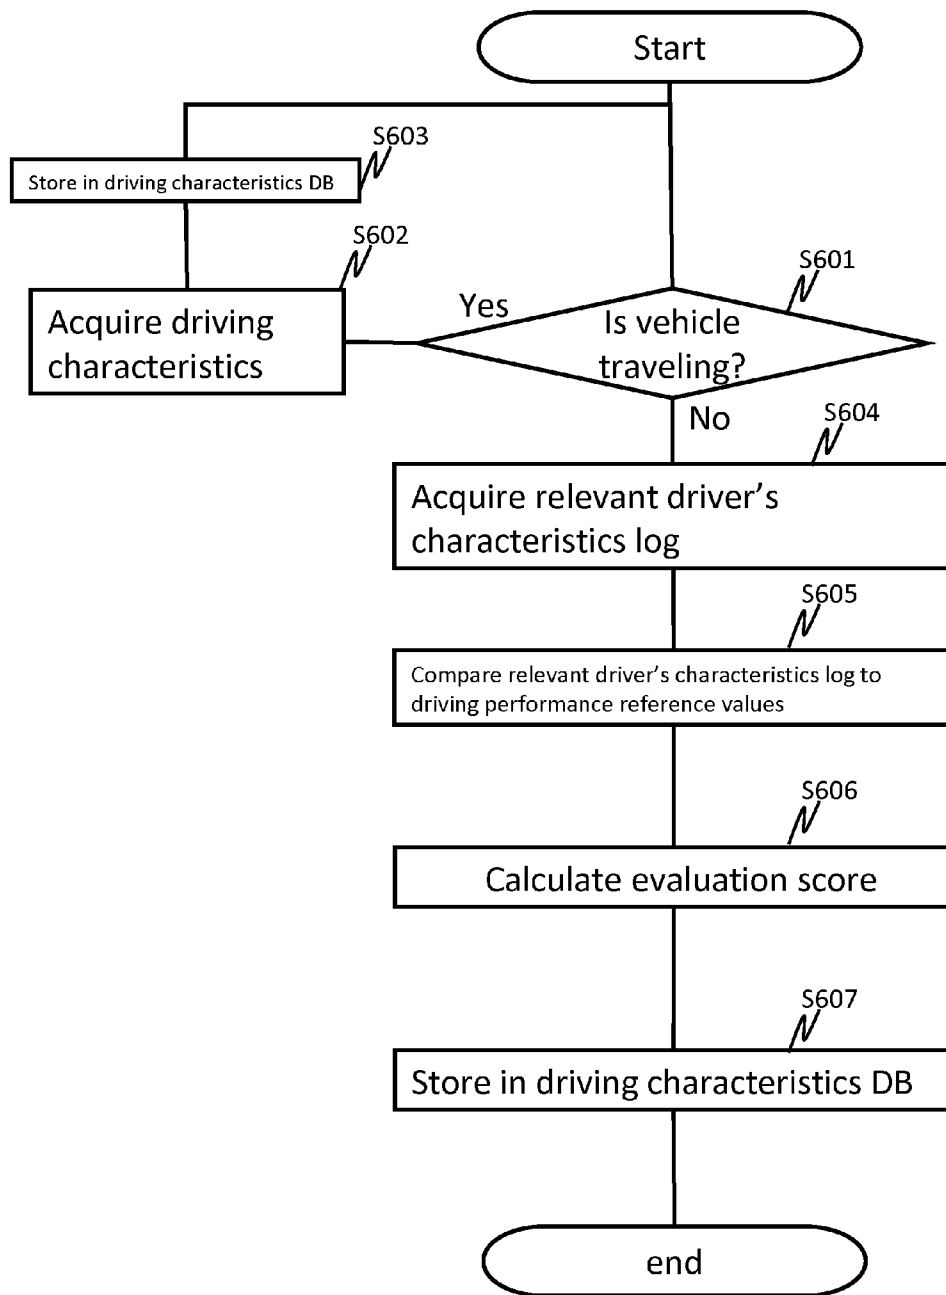 Start
S603
Store in driving characteristics DB
S602
Acquire driving
characteristics
S601
Yes
Is vehicle
traveling?
No
S604
Acquire relevant driver's
characteristics log
S605
Compare relevant driver's characteristics log to
driving performance reference values
S606
Calculate evaluation score
S607
Store in driving characteristics DB
end